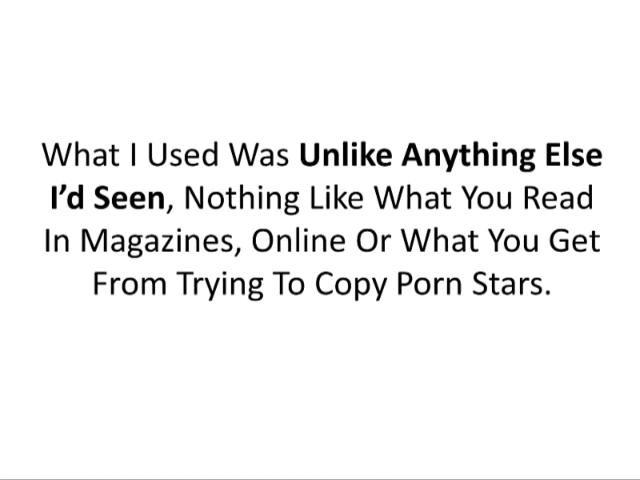 What I Used Was Unlike Anything Else
I’d Seen, Nothing Like What You Read
In Magazines, Online Or What You Get
From Trying To Copy Porn Stars.